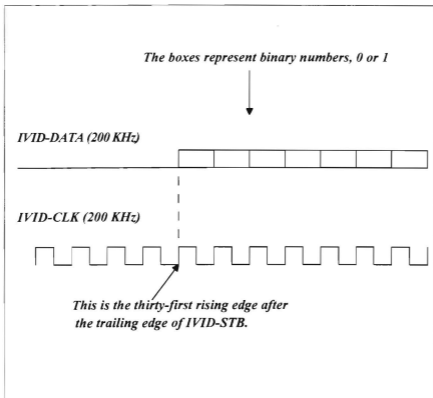 The boxes represent binary numbers, 0 or 1
IVID-DATA (200 KHz)
IVID-CLK (200 KHz)
This is the thirty-first rising edge after
the trailing edge of IVID-STB.